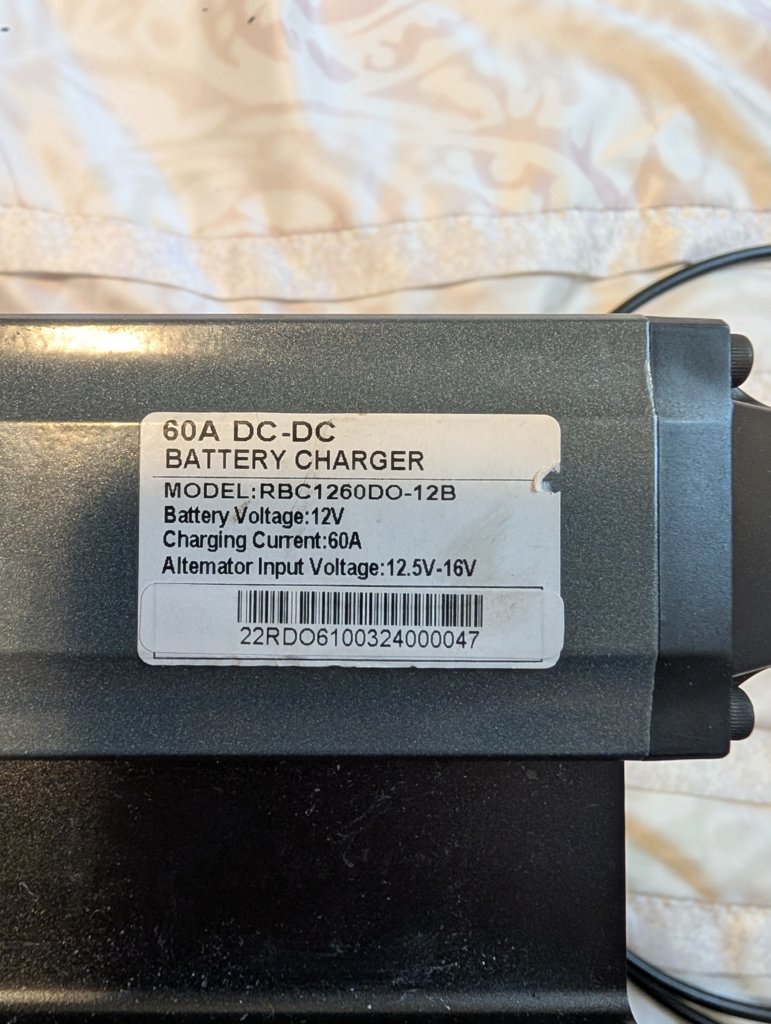 60A DC-DC
BATTERY CHARGER
MODEL:RBC1260DO-12B
Battery Voltage:12V
Charging Current:60A
Altemator Input Voltage:12.5V-16V
22RDO6100324000047